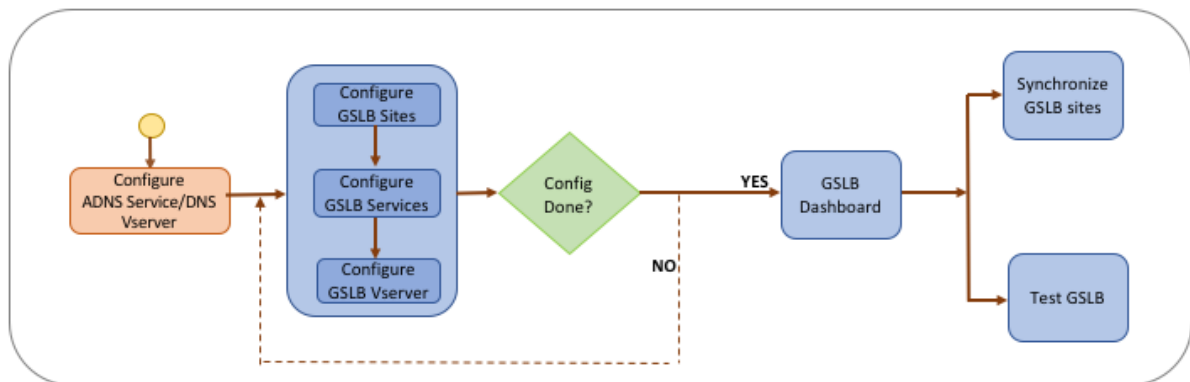 Configure
ADNS Service/DNS
Vserver
Configure
GSLB Sites
Configure
GSLB Services
Configure
GSLB Vserver
Config
Done?
YES
NO
GSLB
Dashboard
Synchronize
GSLB sites
Test GSLB